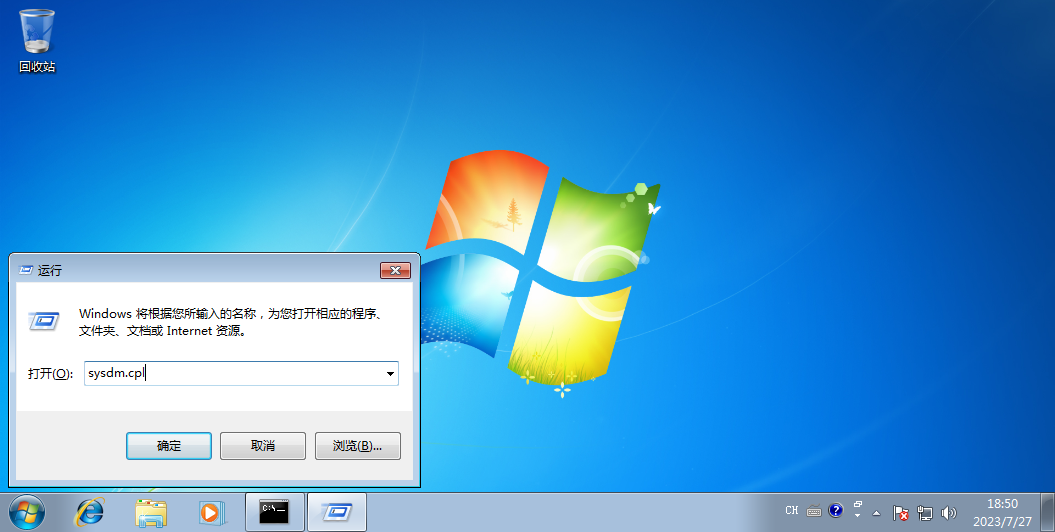 回收站
运行
Windows 将根据您所输入的名称，为您打开相应的程序、
文件夹、文档或 Internet 资源。
打开(O): sysdm.cpl
确定 取消 浏览(B)...
C:\
CH
18:50
2023/7/27